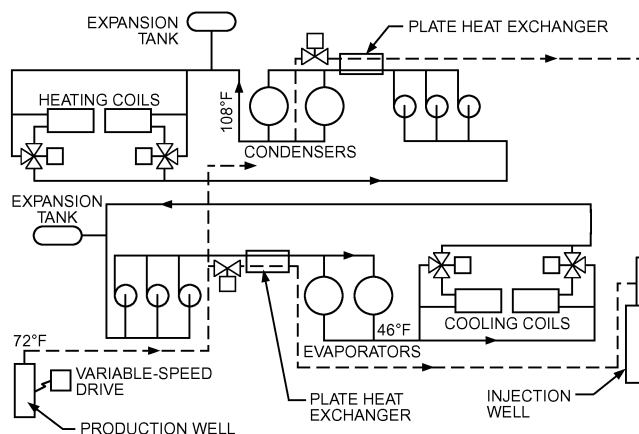 EXPANSION
TANK
PLATE HEAT EXCHANGER
HEATING COILS
108°F
CONDENSERS
EXPANSION
TANK
COOLING COILS
46°F
EVAPORATORS
72°F
VARIABLE-SPEED
DRIVE
PLATE HEAT
EXCHANGER
INJECTION
WELL
PRODUCTION WELL